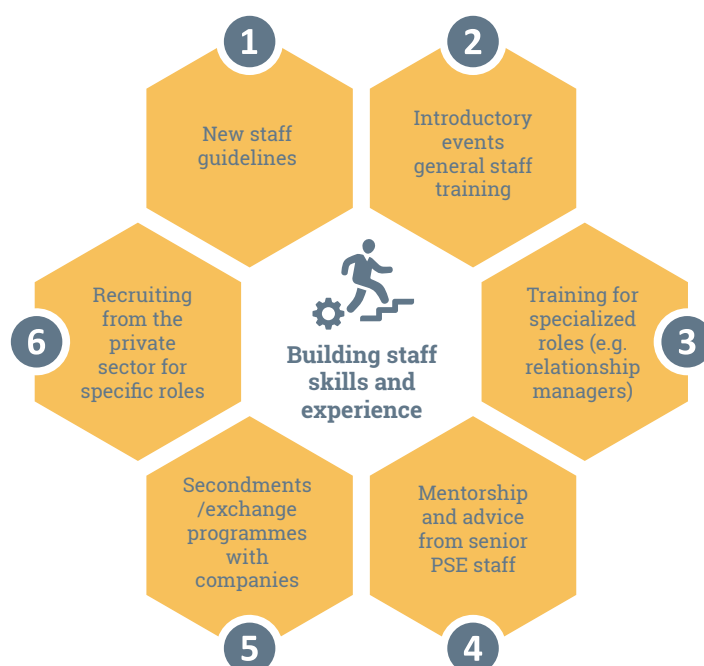 1
New staff
guidelines
2
Introductory
events
general staff
training
3
Training for
specialized
roles (e.g.
relationship
managers)
4
Mentorship
and advice
from senior
PSE staff
5
Secondments
/exchange
programmes
with
companies
6
Recruiting
from the
private
sector for
specific roles
Building staff
skills and
experience